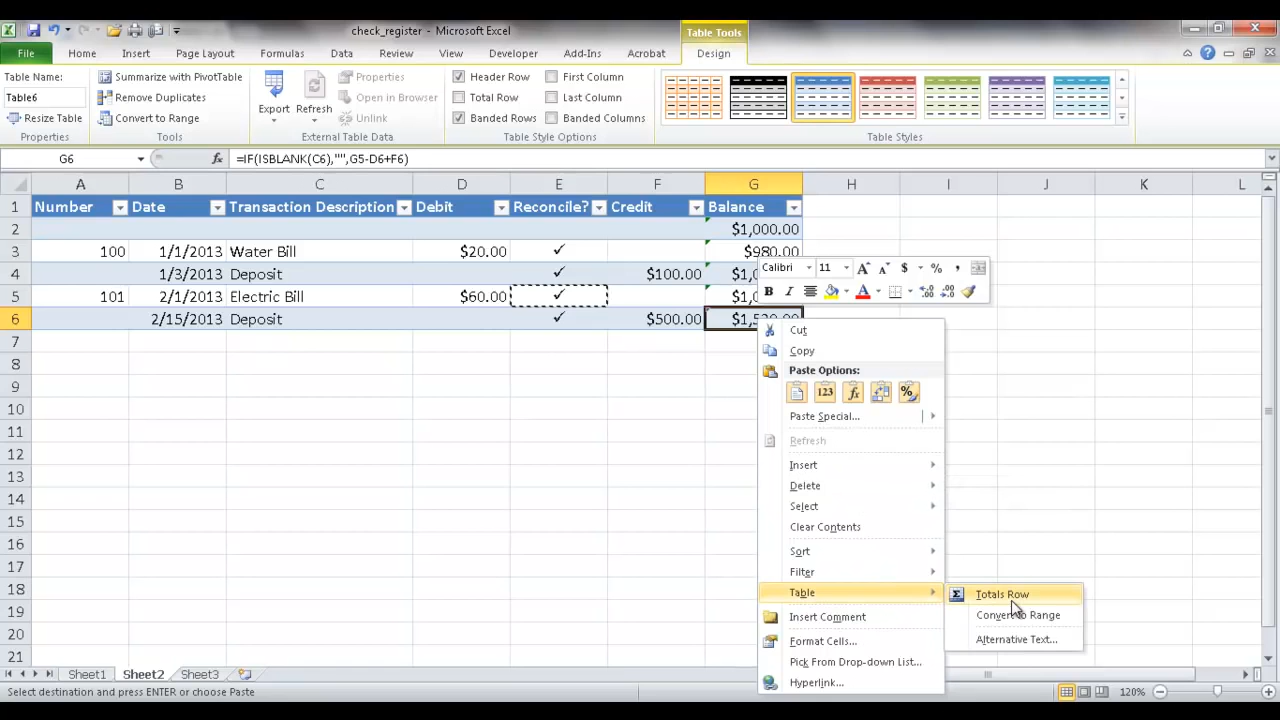 check_register - Microsoft Excel
Table Tools
File Home Insert Page Layout Formulas Data Review View Developer Add-Ins Acrobat Design
Table Name: Summarize with PivotTable Properties Header Row First Column
Table Remove Duplicates Export Refresh Open in Browser Total Row Last Column
Resize Table Convert to Range Unlink Banded Rows Banded Columns
Properties Tools External Table Data Table Style Options Table Styles
G6 fx =IF(ISBLANK(C6),"",G5-D6+F6)
A B C D E F G H I J K L
1 Number Date Transaction Description Debit Reconcile? Credit Balance
2 $1,000.00
3 100 1/1/2013 Water Bill $20.00 ✓ $980.00
4 1/3/2013 Deposit ✓ $100.00
5 101 2/1/2013 Electric Bill $60.00 ✓
6 2/15/2013 Deposit ✓ $500.00
Calibri 11 A A $ % ,
B I A .00 .0
7
8
9
10
11
12
13
14
15
16
17
18
19
20
21
Cut
Copy
Paste Options:
123 fx %
Paste Special...
Refresh
Insert
Delete
Select
Clear Contents
Sort
Filter
Table
Insert Comment
Format Cells...
Pick From Drop-down List...
Hyperlink...
Σ Totals Row
Convert to Range
Alternative Text...
Sheet1 Sheet2 Sheet3
Select destination and press ENTER or choose Paste 120%